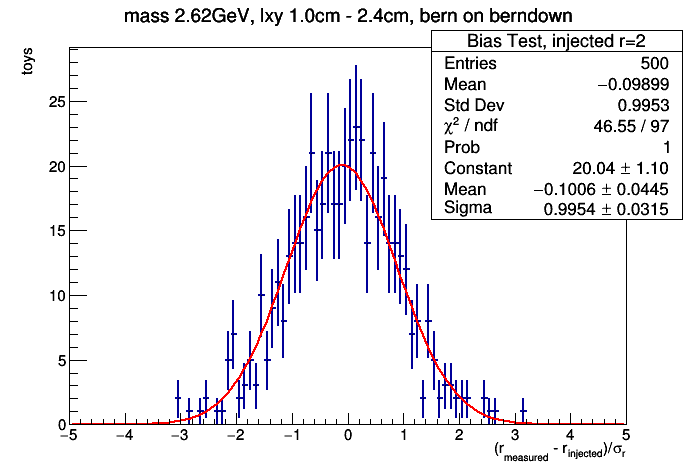 mass 2.62GeV, lxy 1.0cm - 2.4cm, bern on berndown
Bias Test, injected r=2
Entries 500
Mean −0.09899
Std Dev 0.9953
χ² / ndf 46.55 / 97
Prob 1
Constant 20.04 ± 1.10
Mean −0.1006 ± 0.0445
Sigma 0.9954 ± 0.0315
toys
25
20
15
10
5
0
−5 −4 −3 −2 −1 0 1 2 3 4 5
(r_measured - r_injected)/σ_r